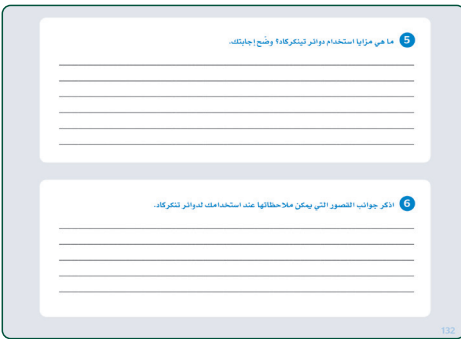 5 ما هي مزايا استخدام دوائر تينكركاد؟ وضّح إجابتك.
6 اذكر جوانب القصور التي يمكن ملاحظاتها عند استخدامك لدوائر تنكركاد.
132